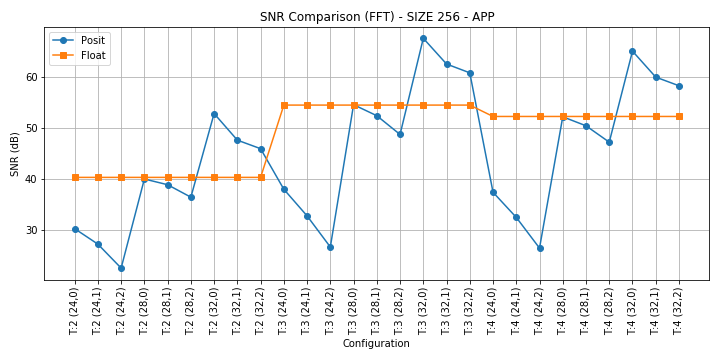 SNR Comparison (FFT) - SIZE 256 - APP
Posit
Float
SNR (dB)
60
50
40
30
T:2 (24,0)
T:2 (24,1)
T:2 (24,2)
T:2 (28,0)
T:2 (28,1)
T:2 (28,2)
T:2 (32,0)
T:2 (32,1)
T:2 (32,2)
T:3 (24,0)
T:3 (24,1)
T:3 (24,2)
T:3 (28,0)
T:3 (28,1)
T:3 (28,2)
T:3 (32,0)
T:3 (32,1)
T:3 (32,2)
T:4 (24,0)
T:4 (24,1)
T:4 (24,2)
T:4 (28,0)
T:4 (28,1)
T:4 (28,2)
T:4 (32,0)
T:4 (32,1)
T:4 (32,2)
Configuration